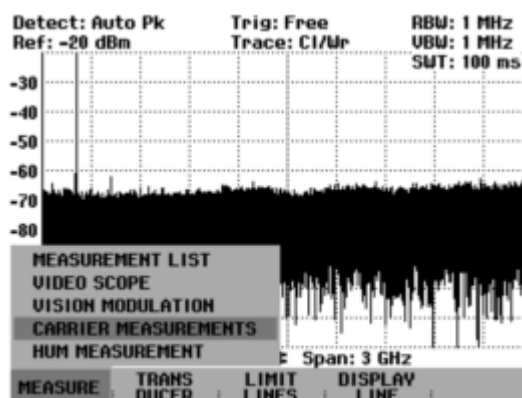 Detect: Auto Pk Trig: Free RBW: 1 MHz
Ref: -20 dBm Trace: Cl/Wr VBW: 1 MHz
SWT: 100 ms
-30
-40
-50
-60
-70
-80
MEASUREMENT LIST
VIDEO SCOPE
VISION MODULATION
CARRIER MEASUREMENTS
HUM MEASUREMENT
Span: 3 GHz
MEASURE TRANS DUCER LIMIT LINES DISPLAY LINE